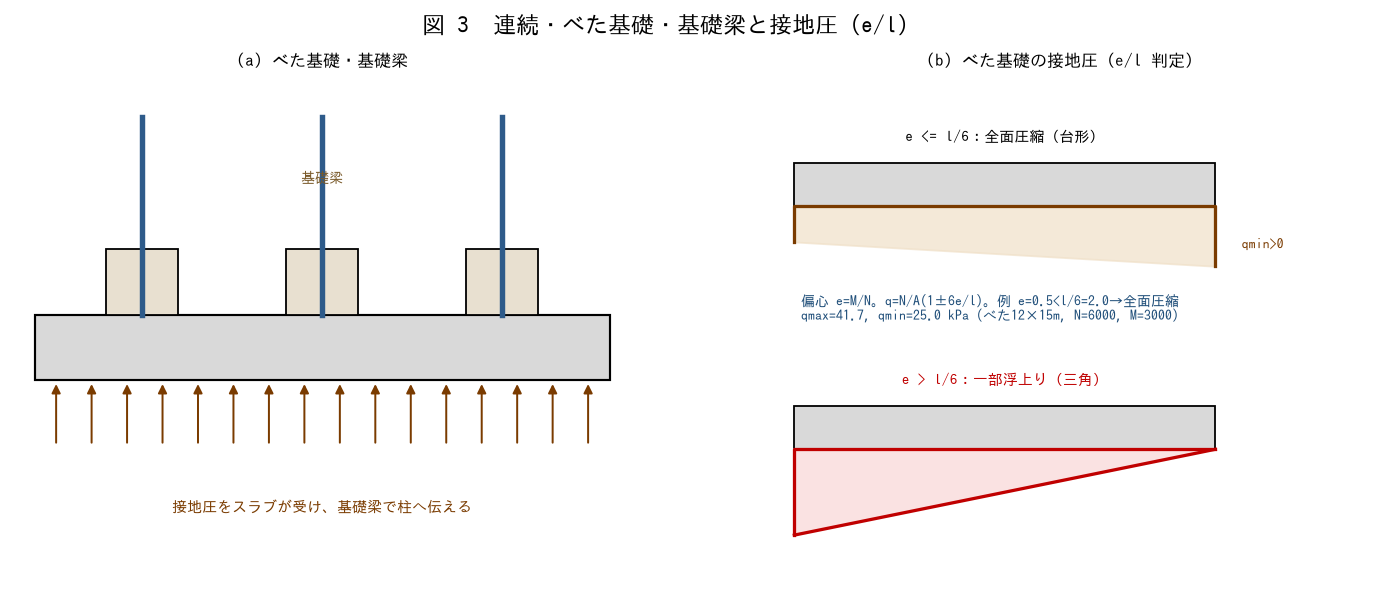 図 3　連続・べた基礎・基礎梁と接地圧 (e/l)
(a) べた基礎・基礎梁
基礎梁
接地圧をスラブが受け、基礎梁で柱へ伝える
(b) べた基礎の接地圧 (e/l 判定)
e <= l/6：全面圧縮 (台形)
qmin>0
偏心 e=M/N。q=N/A(1±6e/l)。例 e=0.5<l/6=2.0→全面圧縮
qmax=41.7, qmin=25.0 kPa (べた12×15m, N=6000, M=3000)
e > l/6：一部浮上り (三角)